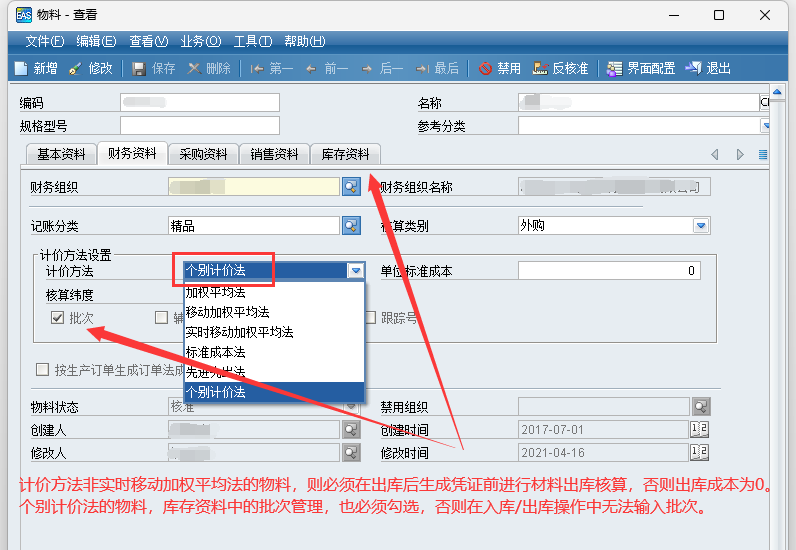 物料 - 查看
文件(F) 编辑(E) 查看(V) 业务(O) 工具(T) 帮助(H)
新增 修改 保存 删除 第一 前一 后一 最后 禁用 反核准 界面配置 退出
编码 名称
规格型号 参考分类
基本资料 财务资料 采购资料 销售资料 库存资料
财务组织 财务组织名称
记账分类 精品 核算类别 外购
计价方法设置
计价方法 个别计价法 单位标准成本 0
加权平均法
核算纬度
移动加权平均法
批次 实时移动加权平均法 跟踪号
标准成本法
按生产订单生成订单法成 先进先出法
个别计价法
物料状态 核准 禁用组织
创建人 创建时间 2017-07-01
修改人 修改时间 2021-04-16
计价方法非实时移动加权平均法的物料，则必须在出库后生成凭证前进行材料出库核算，否则出库成本为0。
个别计价法的物料，库存资料中的批次管理，也必须勾选，否则在入库/出库操作中无法输入批次。